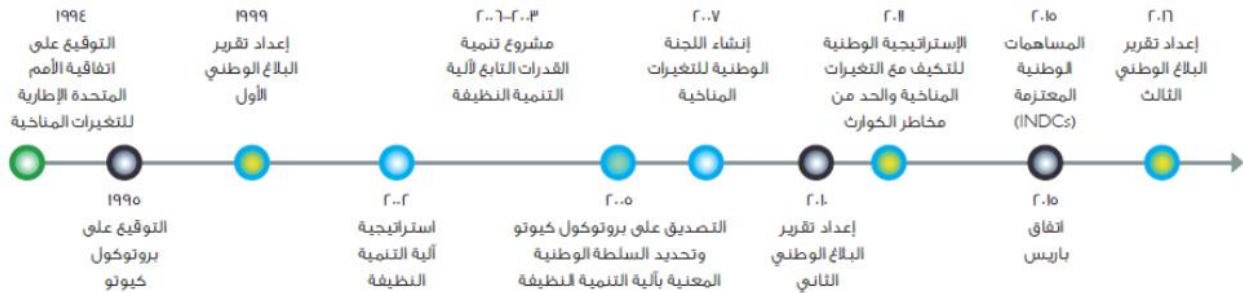 ١٩٩٤
التوقيع على
اتفاقية الأمم
المتحدة الإطارية
للتغيرات المناخية
١٩٩٥
التوقيع على
بروتوكول
كيوتو
١٩٩٩
إعداد تقرير
البلاغ الوطني
الأول
٢٠٠٢
استراتيجية
آلية التنمية
النظيفة
٢٠٠٣–٢٠٠٦
مشروع تنمية
القدرات التابع لآلية
التنمية النظيفة
٢٠٠٥
التصديق على بروتوكول كيوتو
وتحديد السلطة الوطنية
المعنية بآلية التنمية النظيفة
٢٠٠٧
إنشاء اللجنة
الوطنية للتغيرات
المناخية
٢٠١٠
إعداد تقرير
البلاغ الوطني
الثاني
٢٠١١
الإستراتيجية الوطنية
للتكيف مع التغيرات
المناخية والحد من
مخاطر الكوارث
٢٠١٥
المساهمات
الوطنية
المعتزمة
(INDCs)
٢٠١٥
اتفاق
باريس
٢٠١٦
إعداد تقرير
البلاغ الوطني
الثالث